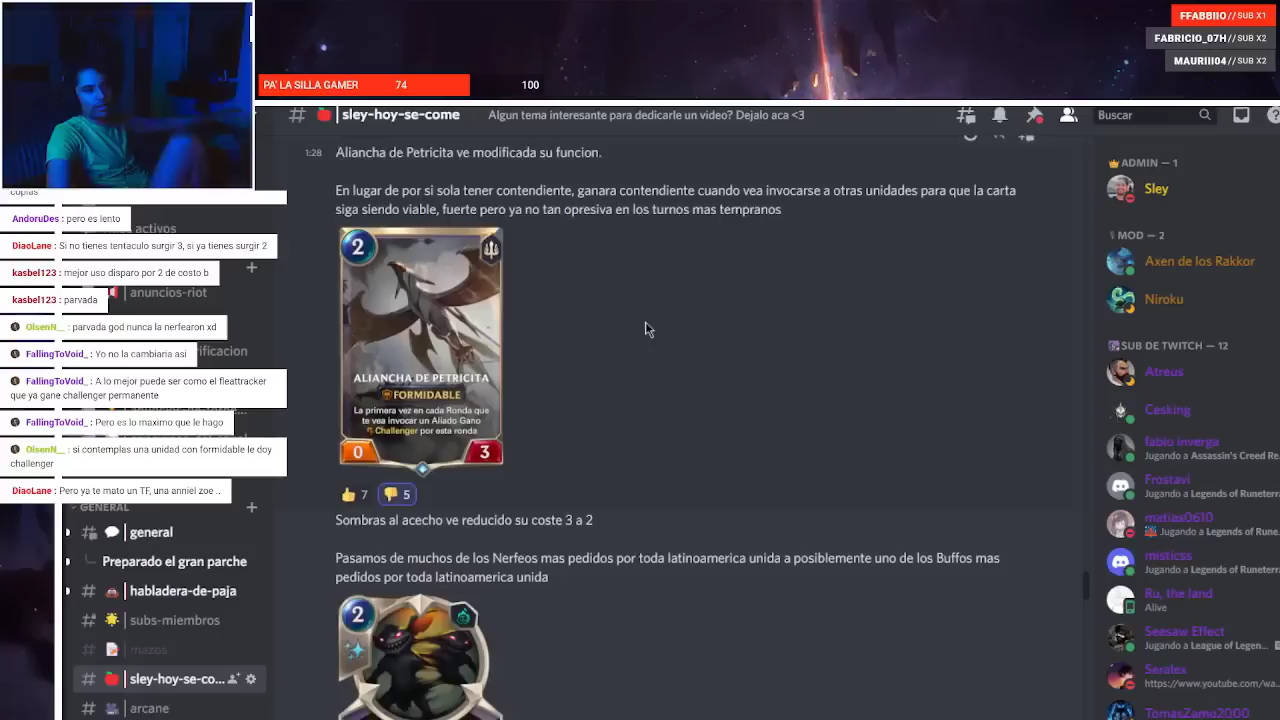 FFABBIIO // SUB X1
FABRICIO_07H // SUB X2
MAURIII04 // SUB X2
PA' LA SILLA GAMER 74 100
# | sley-hoy-se-come Algun tema interesante para dedicarle un video? Dejalo aca <3
Buscar
copias
AndoruDes : pero es lento
DiaoLane : Si no tienes tentaculo surgir 3, si ya tienes surgir 2
kasbel123 : mejor uso disparo por 2 de costo b
kasbel123 : parvada
OlsenN__ : parvada god nunca la nerfearon xd
FallingToVoid_ : Yo no la cambiaria asi
FallingToVoid_ : A lo mejor puede ser como el fleattracker
que ya gane challenger permanente
FallingToVoid_ : Pero es lo maximo que le hago
OlsenN__ : si contemplas una unidad con formidable le doy
challenger
DiaoLane : Pero ya te mato un TF, una anniel zoe ..
activos
| anuncios-riot
GENERAL
# | general
Preparado el gran parche
# | habladera-de-paja
# | subs-miembros
# | mazos
# | sley-hoy-se-co...
# | arcane
1:28 Aliancha de Petricita ve modificada su funcion.
En lugar de por si sola tener contendiente, ganara contendiente cuando vea invocarse a otras unidades para que la carta
siga siendo viable, fuerte pero ya no tan opresiva en los turnos mas tempranos
2
ALIANCHA DE PETRICITA
FORMIDABLE
La primera vez en cada Ronda que
te vea invocar un Aliado Gano
Challenger por esta ronda
0 3
7 5
Sombras al acecho ve reducido su coste 3 a 2
Pasamos de muchos de los Nerfeos mas pedidos por toda latinoamerica unida a posiblemente uno de los Buffos mas
pedidos por toda latinoamerica unida
2
ADMIN — 1
Sley
MOD — 2
Axen de los Rakkor
Niroku
SUB DE TWITCH — 12
Atreus
Cesking
fabio inverga
Jugando a Assassin's Creed Re...
Frostavi
Jugando a Legends of Runeterr
matias0610
Jugando a Legends of Rune...
misticss
Jugando a Legends of Runeterra
Ru, the land
Alive
Seesaw Effect
Jugando a League of Legen...
Seralex
https://www.youtube.com/wa...
TomasZamo2000